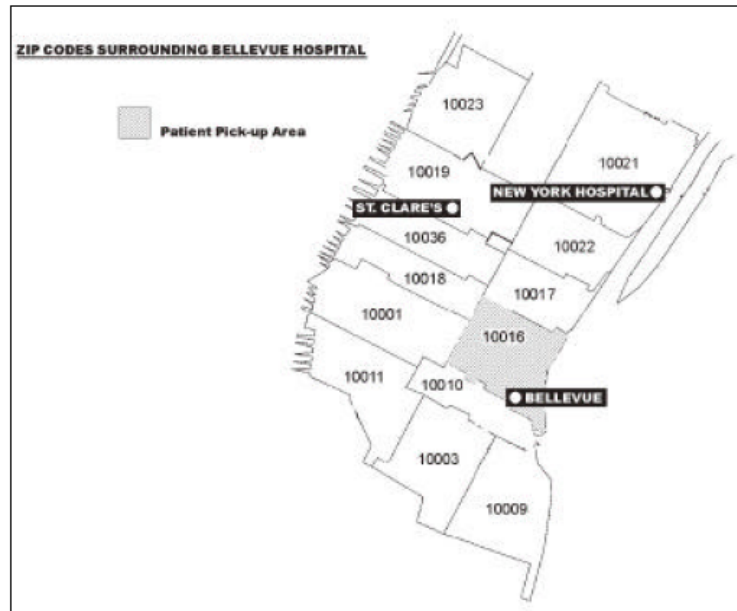 ZIP CODES SURROUNDING BELLEVUE HOSPITAL
Patient Pick-up Area
10023
10021
10019
NEW YORK HOSPITAL
ST. CLARE'S
10036
10022
10018
10017
10001
10016
10011
10010
BELLEVUE
10003
10009